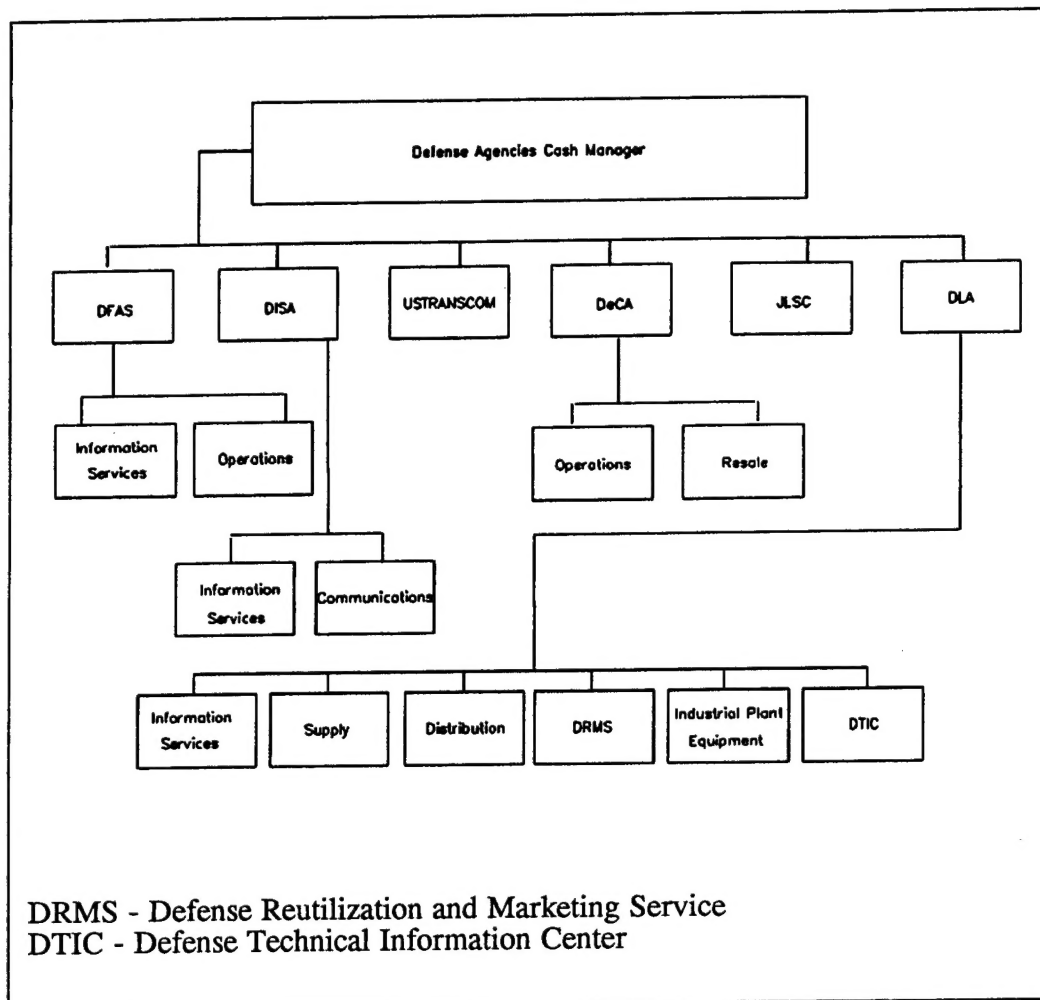 Defense Agencies Cash Manager
DFAS
DISA
USTRANSCOM
DeCA
JLSC
DLA
Information
Services
Operations
Operations
Resale
Information
Services
Communications
Information
Services
Supply
Distribution
DRMS
Industrial Plant
Equipment
DTIC
DRMS - Defense Reutilization and Marketing Service
DTIC - Defense Technical Information Center